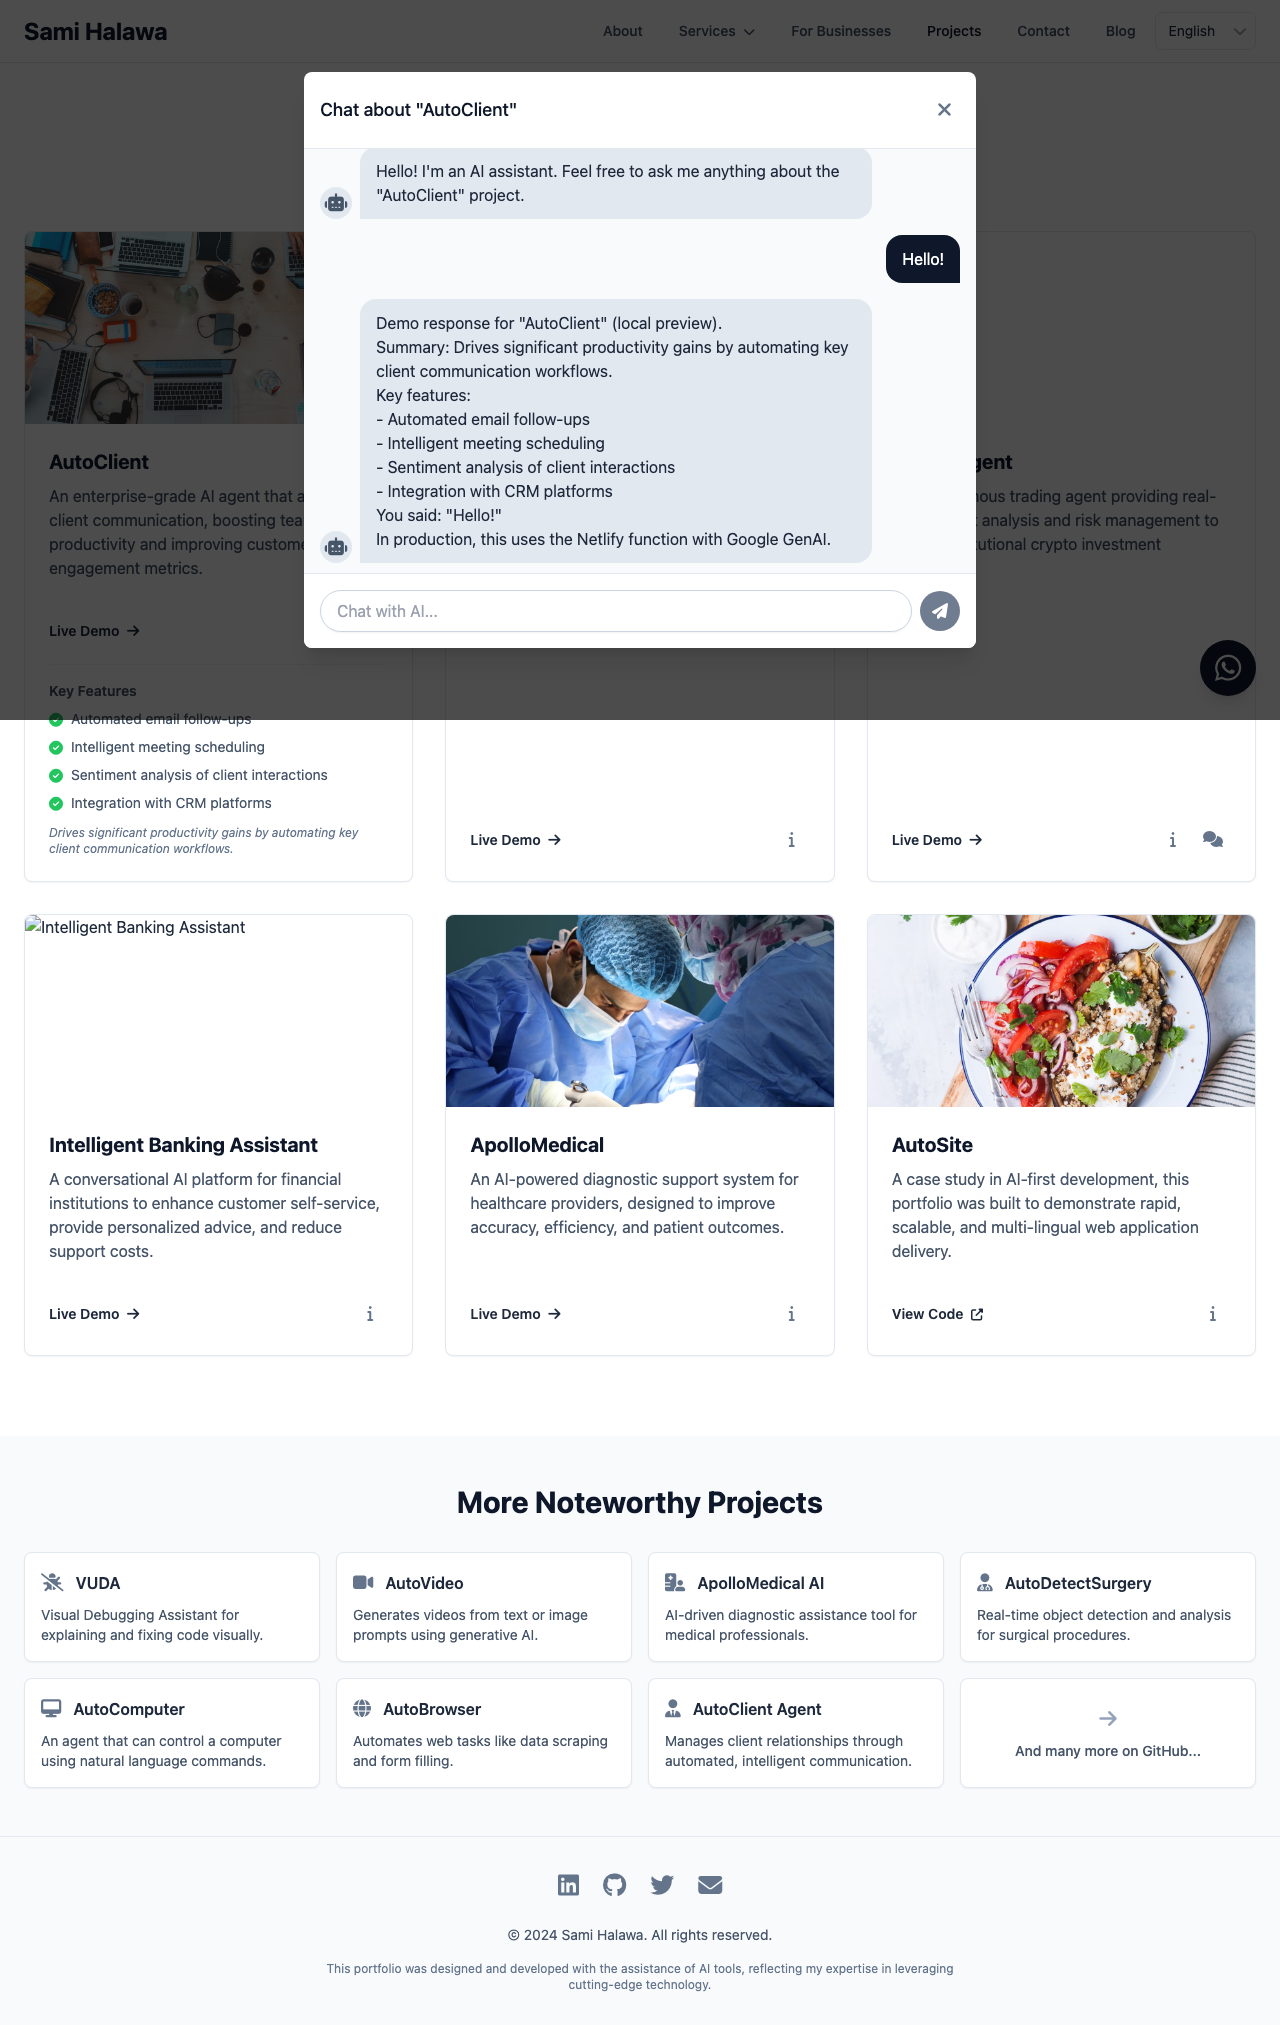 Sami Halawa
About
Services
For Businesses
Projects
Contact
Blog
English
Chat about "AutoClient"
Hello! I'm an AI assistant. Feel free to ask me anything about the
"AutoClient" project.
Hello!
Demo response for "AutoClient" (local preview).
Summary: Drives significant productivity gains by automating key
client communication workflows.
Key features:
- Automated email follow-ups
- Intelligent meeting scheduling
- Sentiment analysis of client interactions
- Integration with CRM platforms
You said: "Hello!"
In production, this uses the Netlify function with Google GenAI.
Chat with AI...
AutoClient
An enterprise-grade AI agent that
client communication, boosting
productivity and improving
engagement metrics.
Live Demo
Key Features
Automated email follow-ups
Intelligent meeting scheduling
Sentiment analysis of client interactions
Integration with CRM platforms
Drives significant productivity gains by automating key
client communication workflows.
Live Demo
trading agent providing real-
analysis and risk management to
crypto investment
Live Demo
Intelligent Banking Assistant
Intelligent Banking Assistant
A conversational AI platform for financial
institutions to enhance customer self-service,
provide personalized advice, and reduce
support costs.
Live Demo
ApolloMedical
An AI-powered diagnostic support system for
healthcare providers, designed to improve
accuracy, efficiency, and patient outcomes.
Live Demo
AutoSite
A case study in AI-first development, this
portfolio was built to demonstrate rapid,
scalable, and multi-lingual web application
delivery.
View Code
More Noteworthy Projects
VUDA
Visual Debugging Assistant for
explaining and fixing code visually.
AutoVideo
Generates videos from text or image
prompts using generative AI.
ApolloMedical AI
AI-driven diagnostic assistance tool for
medical professionals.
AutoDetectSurgery
Real-time object detection and analysis
for surgical procedures.
AutoComputer
An agent that can control a computer
using natural language commands.
AutoBrowser
Automates web tasks like data scraping
and form filling.
AutoClient Agent
Manages client relationships through
automated, intelligent communication.
And many more on GitHub...
© 2024 Sami Halawa. All rights reserved.
This portfolio was designed and developed with the assistance of AI tools, reflecting my expertise in leveraging
cutting-edge technology.